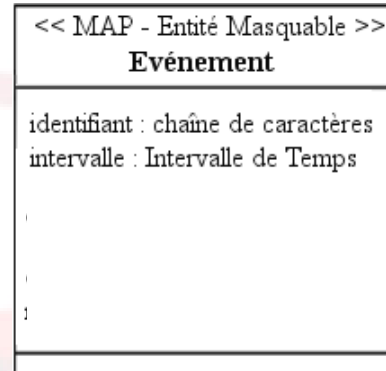 << MAP - Entité Masquable >>
Evénement
identifiant : chaîne de caractères
intervalle : Intervalle de Temps